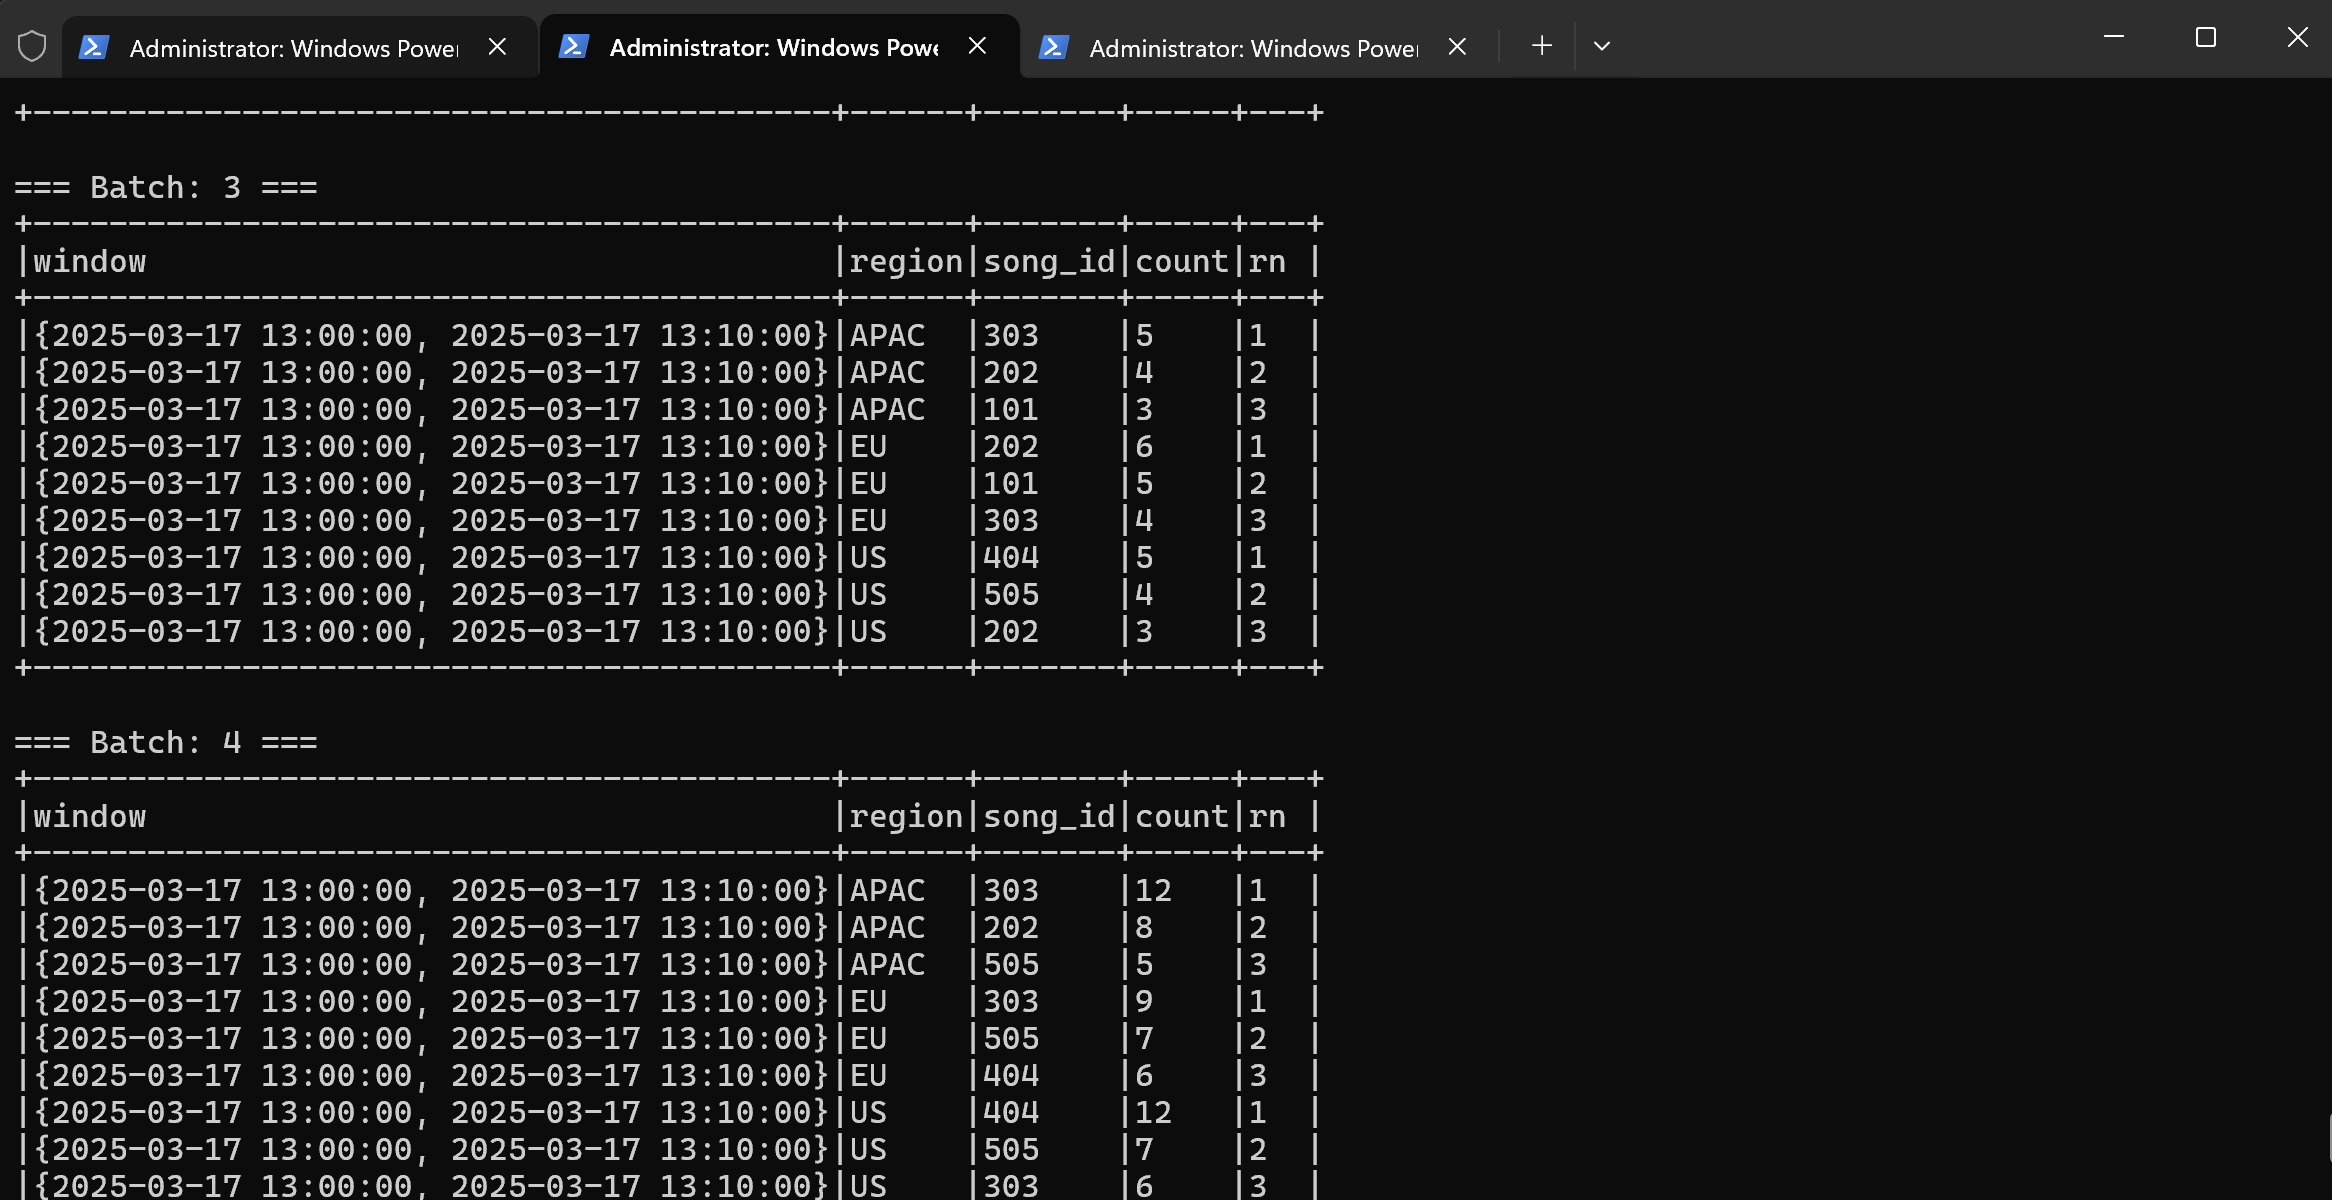 Administrator: Windows Power Administrator: Windows Powe Administrator: Windows Power
+------------------------------------------+------+-------+-----+---+
=== Batch: 3 ===
+------------------------------------------+------+-------+-----+---+
|window                                    |region|song_id|count|rn |
+------------------------------------------+------+-------+-----+---+
|{2025-03-17 13:00:00, 2025-03-17 13:10:00}|APAC  |303    |5    |1  |
|{2025-03-17 13:00:00, 2025-03-17 13:10:00}|APAC  |202    |4    |2  |
|{2025-03-17 13:00:00, 2025-03-17 13:10:00}|APAC  |101    |3    |3  |
|{2025-03-17 13:00:00, 2025-03-17 13:10:00}|EU    |202    |6    |1  |
|{2025-03-17 13:00:00, 2025-03-17 13:10:00}|EU    |101    |5    |2  |
|{2025-03-17 13:00:00, 2025-03-17 13:10:00}|EU    |303    |4    |3  |
|{2025-03-17 13:00:00, 2025-03-17 13:10:00}|US    |404    |5    |1  |
|{2025-03-17 13:00:00, 2025-03-17 13:10:00}|US    |505    |4    |2  |
|{2025-03-17 13:00:00, 2025-03-17 13:10:00}|US    |202    |3    |3  |
+------------------------------------------+------+-------+-----+---+
=== Batch: 4 ===
+------------------------------------------+------+-------+-----+---+
|window                                    |region|song_id|count|rn |
+------------------------------------------+------+-------+-----+---+
|{2025-03-17 13:00:00, 2025-03-17 13:10:00}|APAC  |303    |12   |1  |
|{2025-03-17 13:00:00, 2025-03-17 13:10:00}|APAC  |202    |8    |2  |
|{2025-03-17 13:00:00, 2025-03-17 13:10:00}|APAC  |505    |5    |3  |
|{2025-03-17 13:00:00, 2025-03-17 13:10:00}|EU    |303    |9    |1  |
|{2025-03-17 13:00:00, 2025-03-17 13:10:00}|EU    |505    |7    |2  |
|{2025-03-17 13:00:00, 2025-03-17 13:10:00}|EU    |404    |6    |3  |
|{2025-03-17 13:00:00, 2025-03-17 13:10:00}|US    |404    |12   |1  |
|{2025-03-17 13:00:00, 2025-03-17 13:10:00}|US    |505    |7    |2  |
|{2025-03-17 13:00:00, 2025-03-17 13:10:00}|US    |303    |6    |3  |